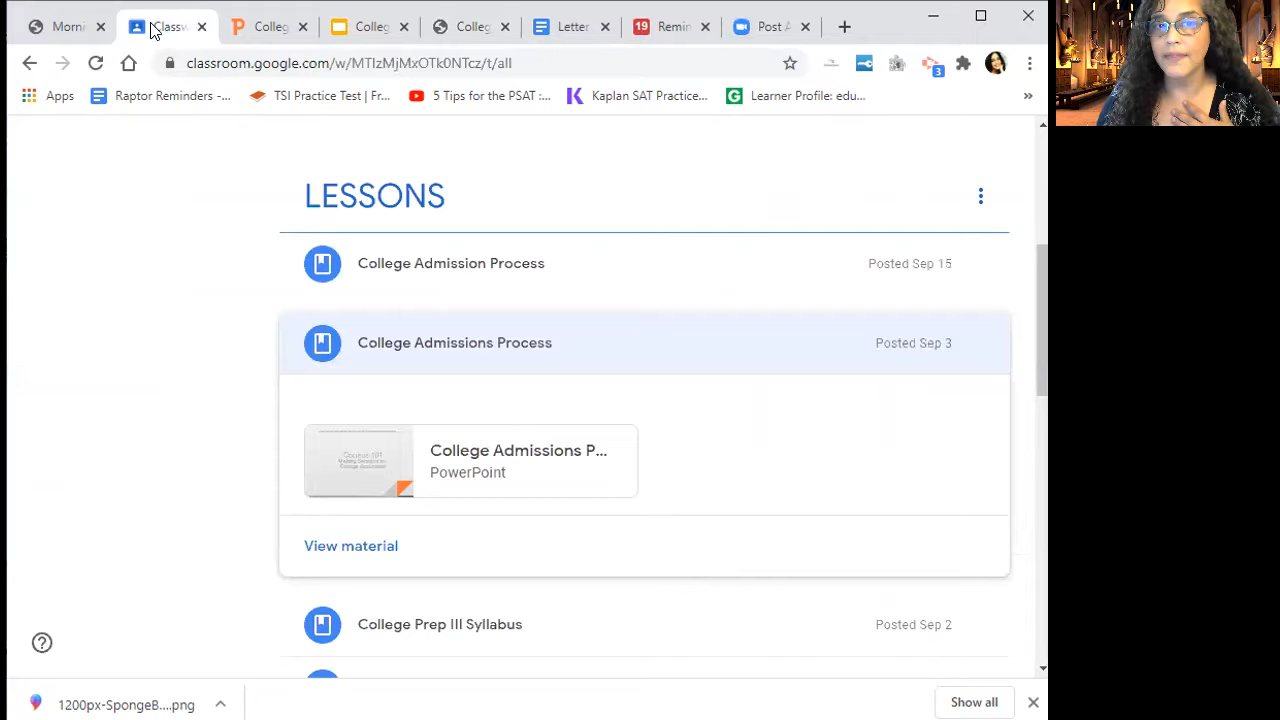 Morni
Classw
Colleg
Colleg
Colleg
Letter
19
Remin
Post A
classroom.google.com/w/MTIzMjMxOTk0NTcz/t/all
3
Apps
Raptor Reminders -...
TSI Practice Test | Fr...
5 Tips for the PSAT :...
Kaplan SAT Practice...
Learner Profile: edu...
»
LESSONS
College Admission Process
Posted Sep 15
College Admissions Process
Posted Sep 3
College Admissions P...
PowerPoint
View material
College Prep III Syllabus
Posted Sep 2
1200px-SpongeB....png
Show all